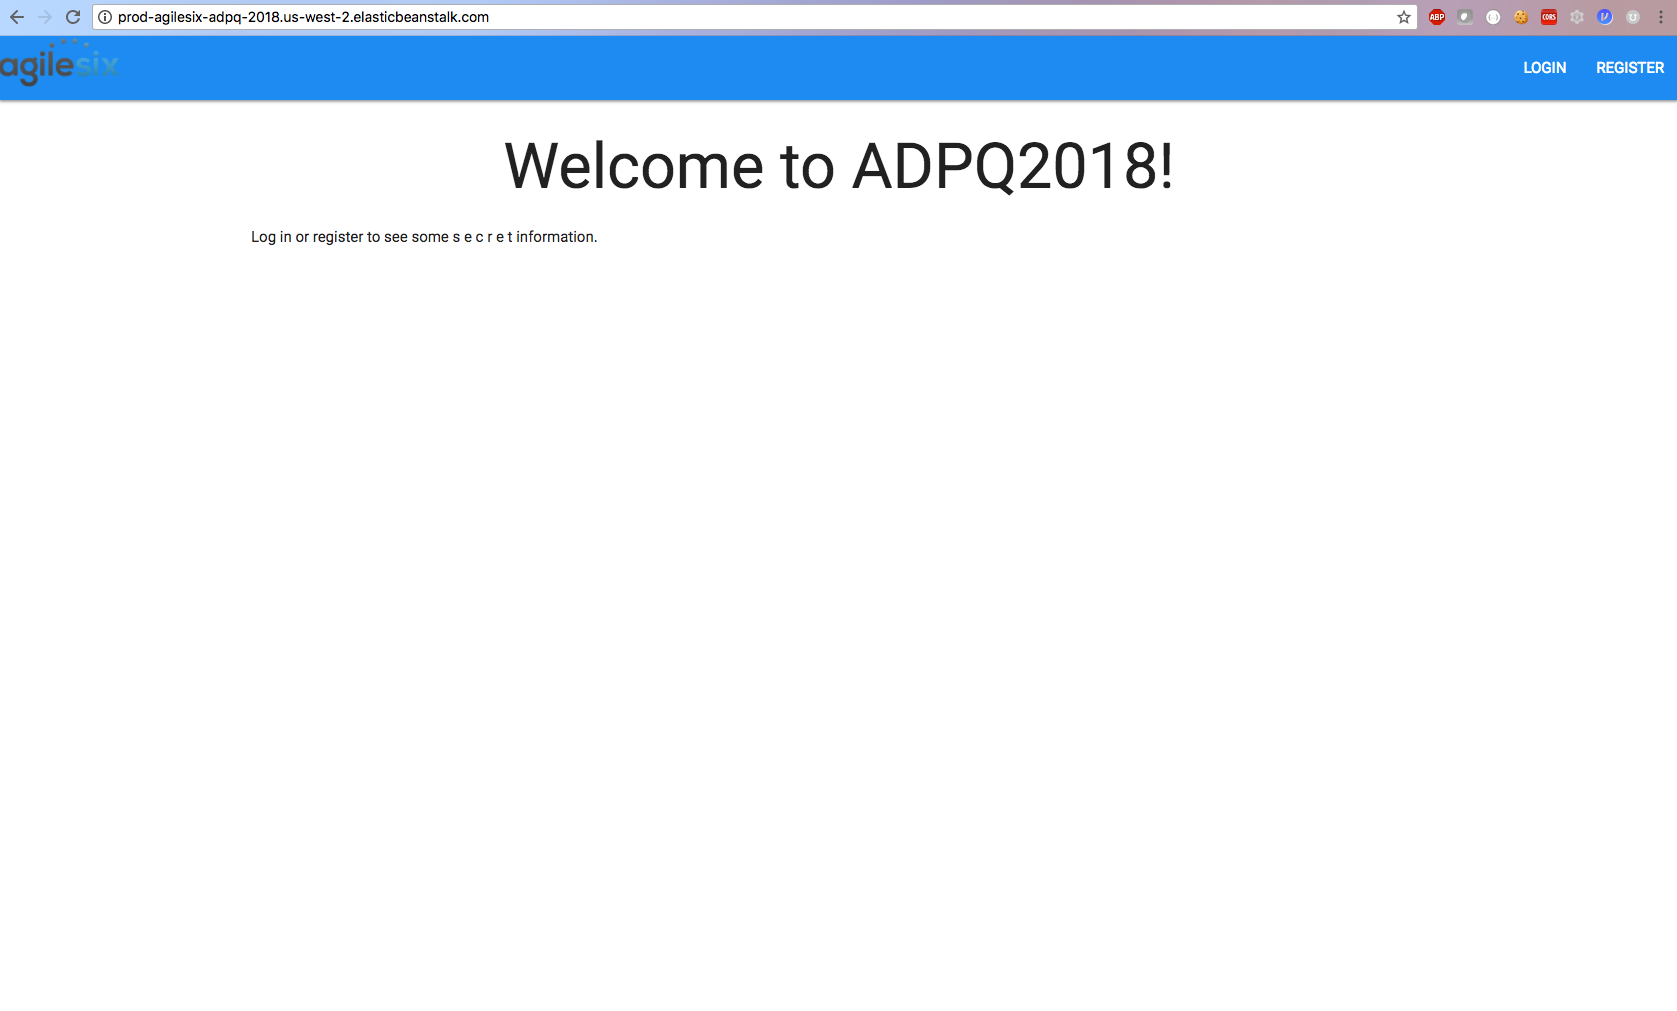 prod-agilesix-adpq-2018.us-west-2.elasticbeanstalk.com
ABP
CORS
agilesix
LOGIN REGISTER
Welcome to ADPQ2018!
Log in or register to see some s e c r e t information.